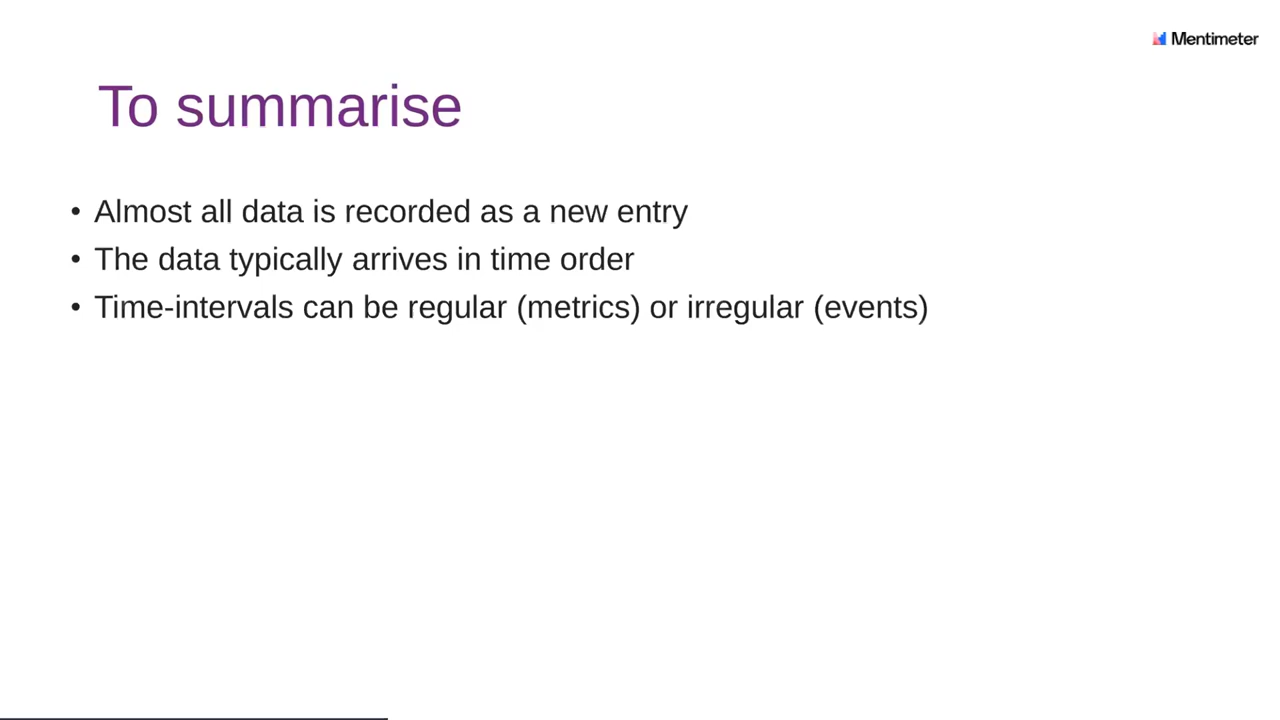 Mentimeter
To summarise
• Almost all data is recorded as a new entry
• The data typically arrives in time order
• Time-intervals can be regular (metrics) or irregular (events)